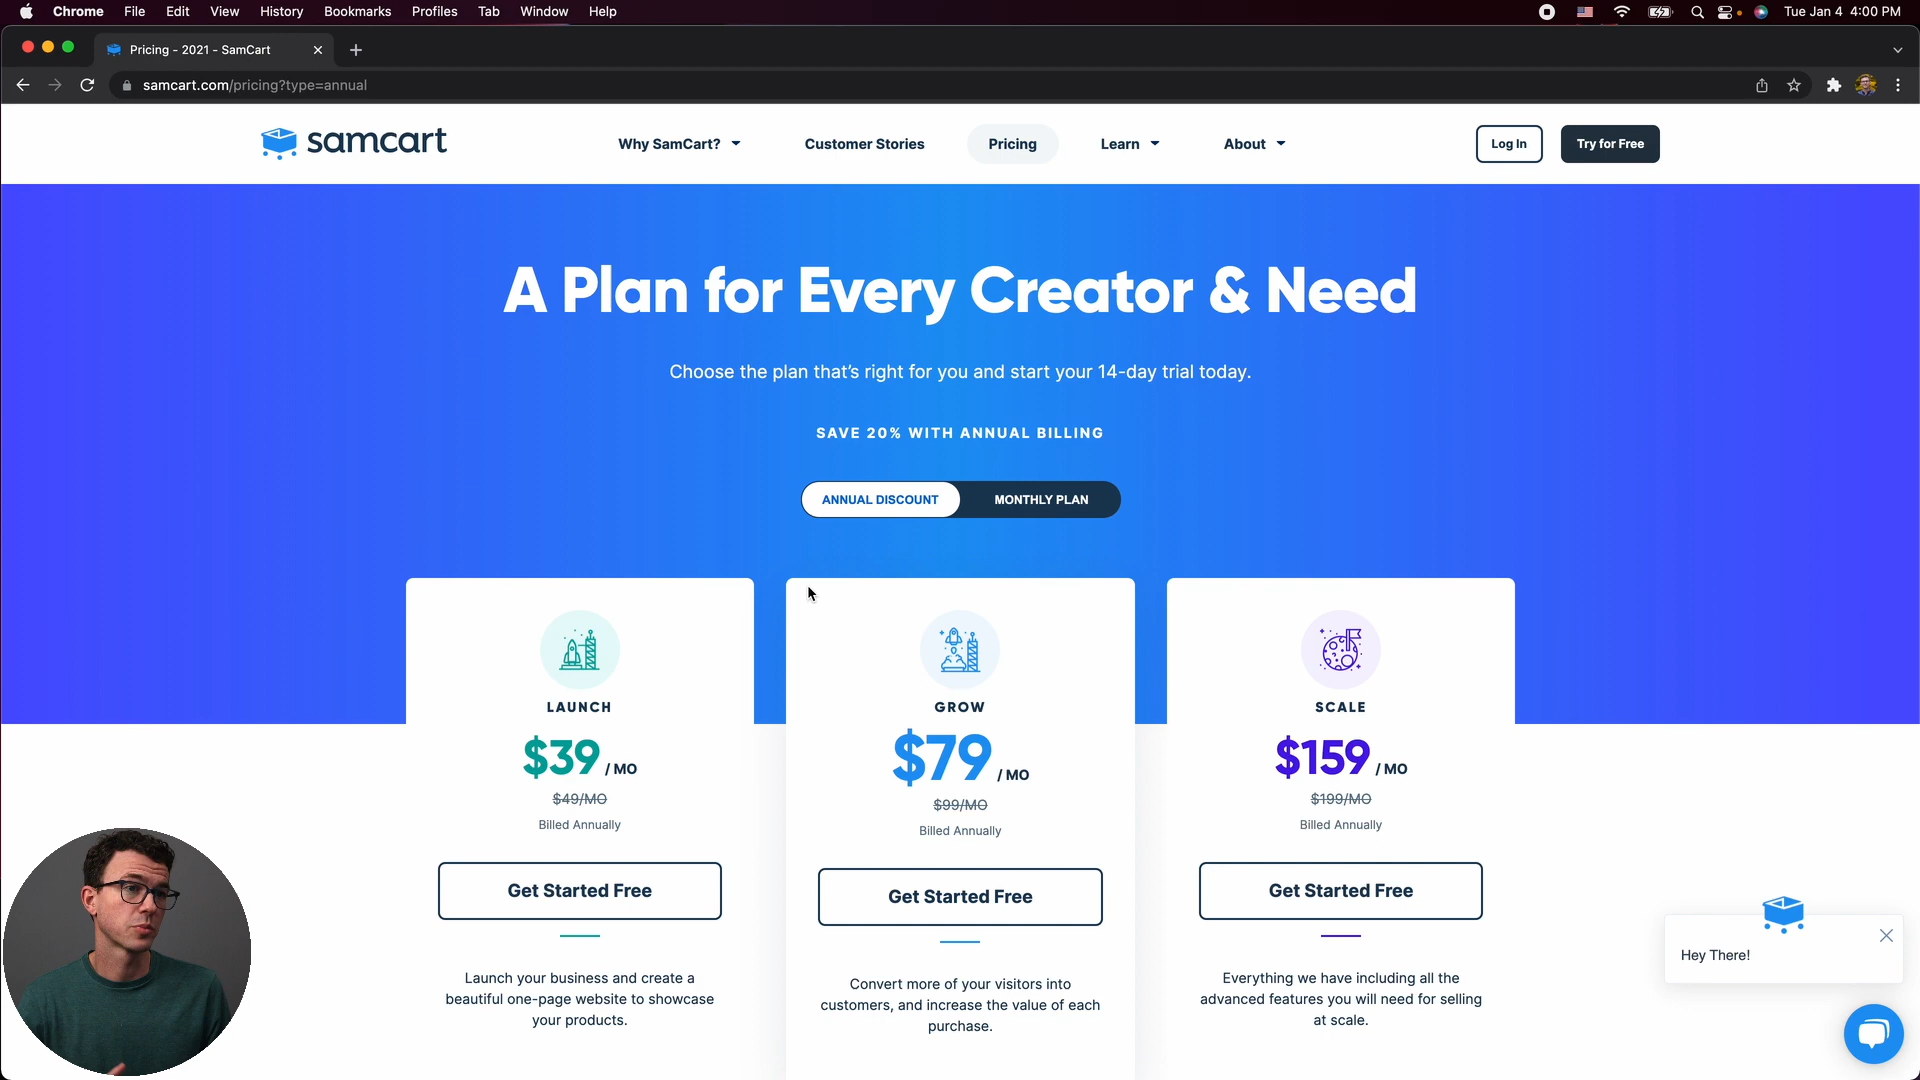 Chrome File Edit View History Bookmarks Profiles Tab Window Help
Tue Jan 4 4:00 PM
Pricing - 2021 - SamCart
samcart.com/pricing?type=annual
samcart
Why SamCart?
Customer Stories
Pricing
Learn
About
Log In
Try for Free
A Plan for Every Creator & Need
Choose the plan that's right for you and start your 14-day trial today.
SAVE 20% WITH ANNUAL BILLING
ANNUAL DISCOUNT
MONTHLY PLAN
LAUNCH
$39 / MO
$49/MO
Billed Annually
Get Started Free
Launch your business and create a
beautiful one-page website to showcase
your products.
GROW
$79 / MO
$99/MO
Billed Annually
Get Started Free
Convert more of your visitors into
customers, and increase the value of each
purchase.
SCALE
$159 / MO
$199/MO
Billed Annually
Get Started Free
Everything we have including all the
advanced features you will need for selling
at scale.
Hey There!